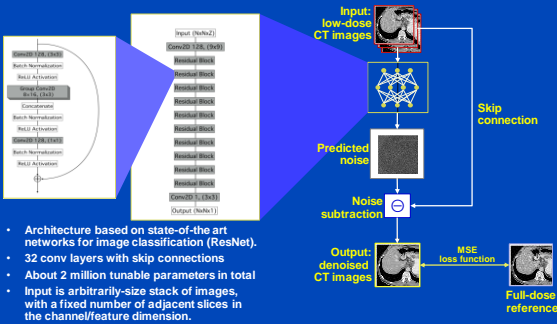 Conv2D 128, (3x3)
Batch Normalization
ReLU Activation
Group Conv2D
8×16, (3x3)
Concatenate
Batch Normalization
ReLU Activation
Conv2D 128, (1x1)
Batch Normalization
ReLU Activation
Input (NxNxZ)
Conv2D 128, (9x9)
Residual Block
Residual Block
Residual Block
Residual Block
Residual Block
Residual Block
Residual Block
Residual Block
Residual Block
Residual Block
Conv2D 1, (3x3)
Output (NxNx1)
Input:
low-dose
CT images
Skip
connection
Predicted
noise
Noise
subtraction
Output:
denoised
CT images
MSE
loss function
Full-dose
reference
• Architecture based on state-of-the art
networks for image classification (ResNet).
• 32 conv layers with skip connections
• About 2 million tunable parameters in total
• Input is arbitrarily-size stack of images,
with a fixed number of adjacent slices in
the channel/feature dimension.